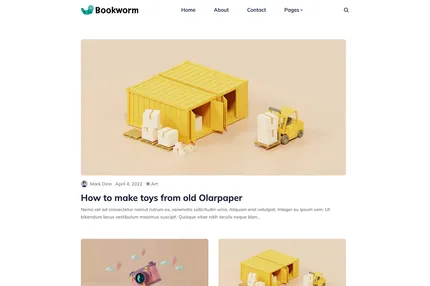 Bookworm
Home About Contact Pages
Mark Dinn April 4, 2022 Art
How to make toys from old Olarpaper
Nemo vel ad consectetur namut rutrum ex, venenatis sollicitudin urna. Aliquam erat volutpat. Integer eu ipsum sem. Ut
bibendum lacus vestibulum maximus suscipit. Quisque vitae nibh iaculis neque blan...